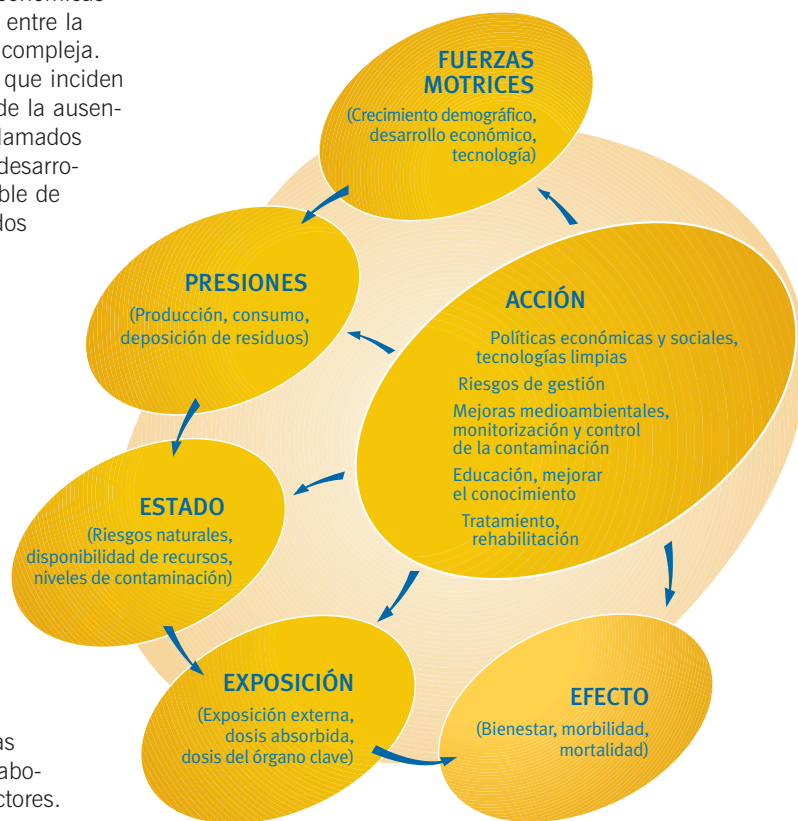 conómicas
entre la
compleja.
que inciden
de la ausen-
lamados
desarro-
ble de
dos
as
abo-
ctores.
FUERZAS
MOTRICES
(Crecimiento demográfico,
desarrollo económico,
tecnología)
PRESIONES
(Producción, consumo,
deposición de residuos)
ACCIÓN
Políticas económicas y sociales,
tecnologías limpias
Riesgos de gestión
Mejoras medioambientales,
monitorización y control
de la contaminación
Educación, mejorar
el conocimiento
Tratamiento,
rehabilitación
ESTADO
(Riesgos naturales,
disponibilidad de recursos,
niveles de contaminación)
EXPOSICIÓN
(Exposición externa,
dosis absorbida,
dosis del órgano clave)
EFECTO
(Bienestar, morbilidad,
mortalidad)